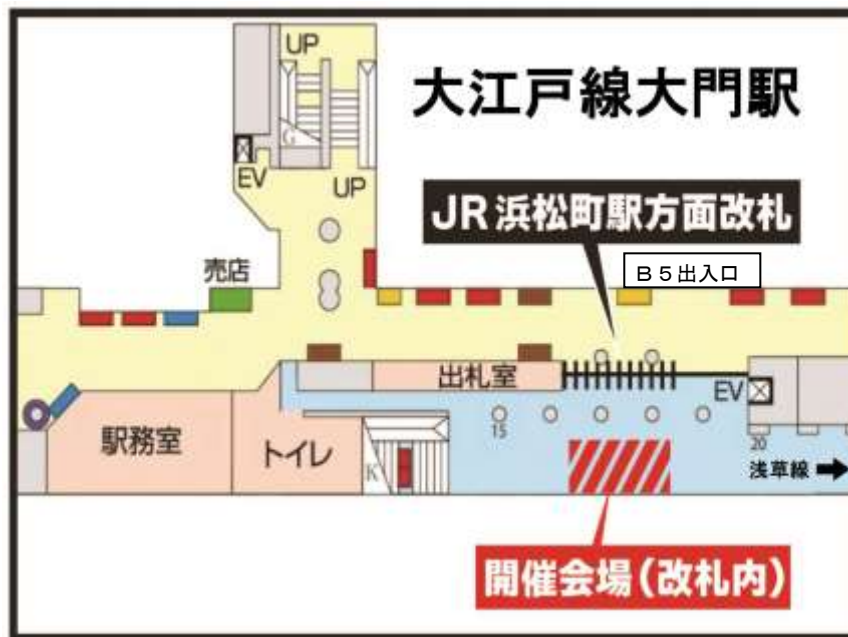 UP
大江戸線大門駅
G
EV
UP
JR浜松町駅方面改札
売店
B5出入口
出札室
EV
15
駅務室
トイレ
K
20
浅草線
開催会場(改札内)